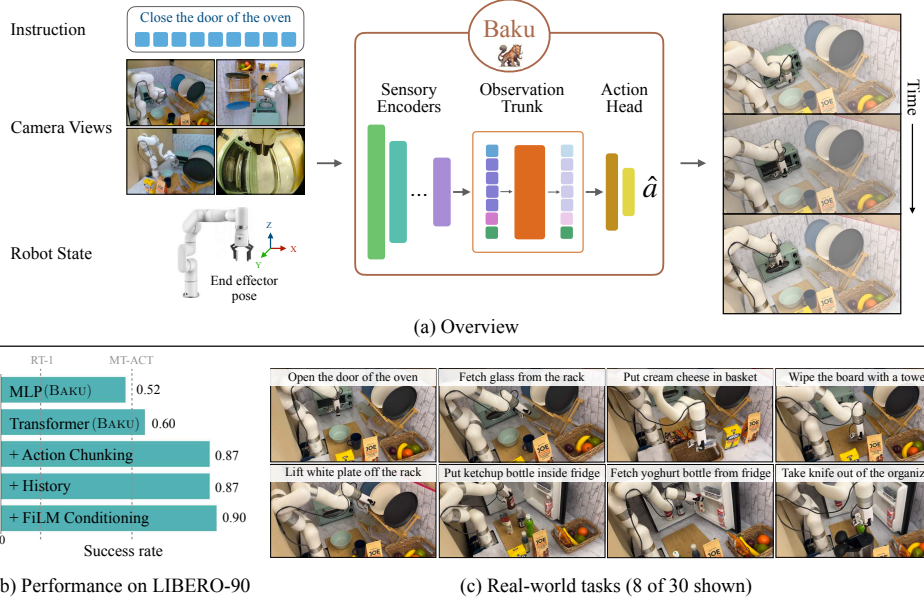 Instruction
Close the door of the oven
Camera Views
Robot State
Z
X
Y
End effector
pose
Baku
Sensory
Encoders
Observation
Trunk
Action
Head
...
â
Time
(a) Overview
RT-1
MT-ACT
MLP (BAKU)
0.52
Transformer (BAKU)
0.60
+ Action Chunking
0.87
+ History
0.87
+ FiLM Conditioning
0.90
0
Success rate
b) Performance on LIBERO-90
Open the door of the oven
Fetch glass from the rack
Put cream cheese in basket
Wipe the board with a towe
Lift white plate off the rack
Put ketchup bottle inside fridge
Fetch yoghurt bottle from fridge
Take knife out of the organiz
JOE
(c) Real-world tasks (8 of 30 shown)